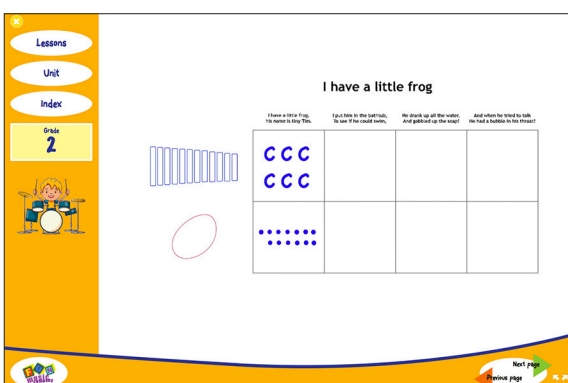 Lessons
Unit
Index
Grade
2
I have a little frog
I have a little frog,
his name is tiny Tim.
I put him in the bathtub,
To see if he could swim,
He drank up all the water,
And gobbled up the soap!
And when he tried to talk
He had a bubble in his throat!
C C C
C C C
Next page
Previous page